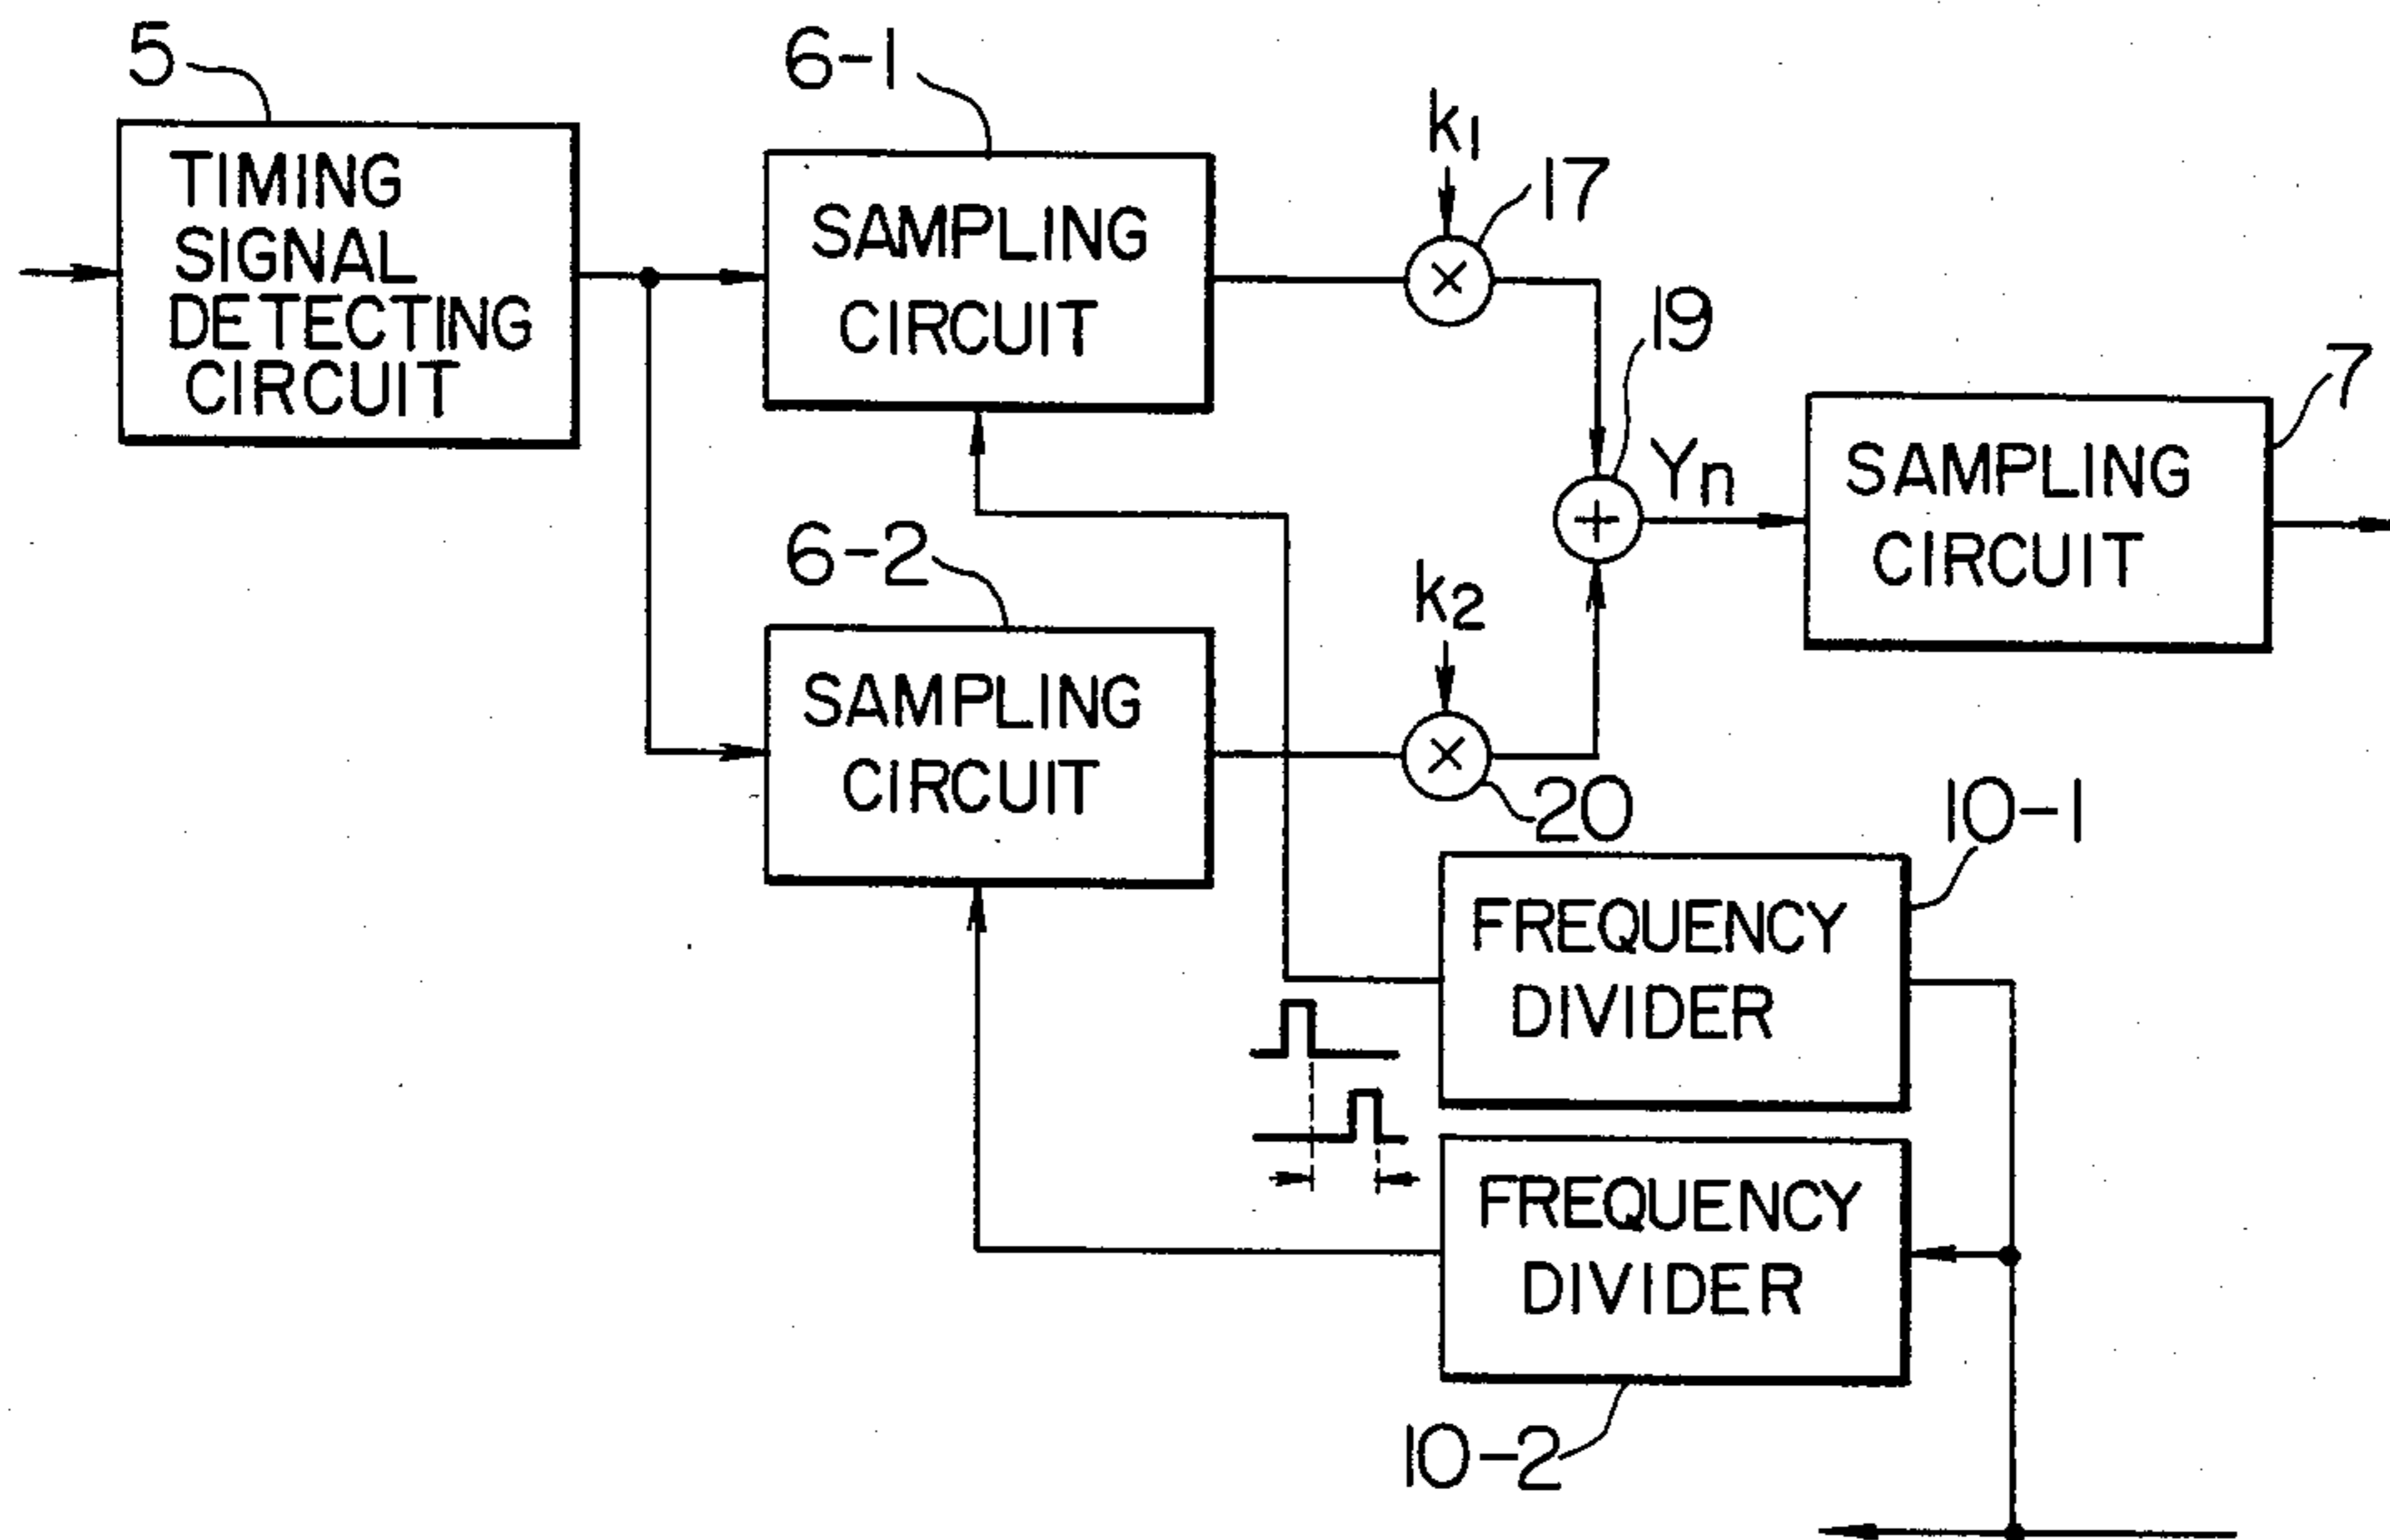 5
TIMING
SIGNAL
DETECTING
CIRCUIT
6-1
SAMPLING
CIRCUIT
k1
×
17
19
+
Yn
7
SAMPLING
CIRCUIT
6-2
SAMPLING
CIRCUIT
k2
×
20
10-1
FREQUENCY
DIVIDER
FREQUENCY
DIVIDER
10-2